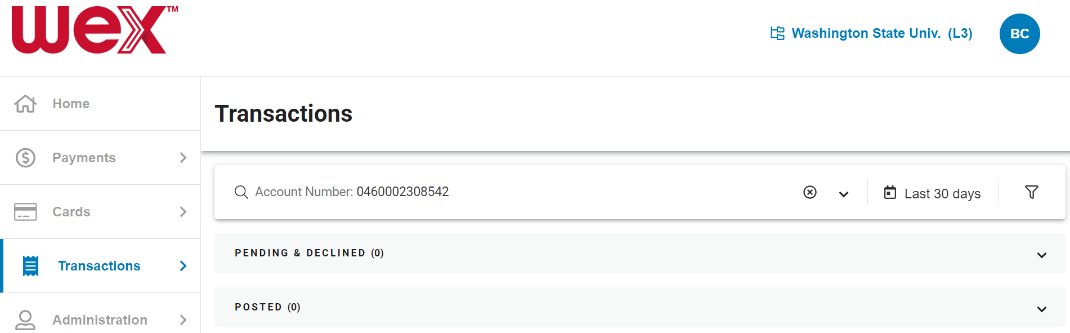 wex™
Washington State Univ. (L3)
BC
Home
Transactions
Payments
Account Number: 0460002308542
Last 30 days
Cards
PENDING & DECLINED (0)
Transactions
POSTED (0)
Administration